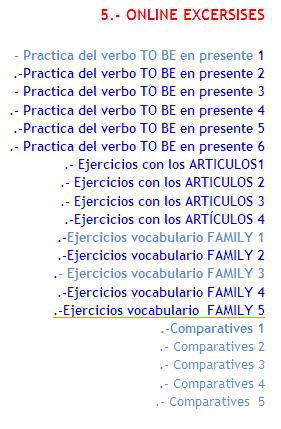 5.- ONLINE EXCERSISES
- Practica del verbo TO BE en presente 1
.-Practica del verbo TO BE en presente 2
- Practica del verbo TO BE en presente 3
.- Practica del verbo TO BE en presente 4
.-Practica del verbo TO BE en presente 5
.- Practica del verbo TO BE en presente 6
.- Ejercicios con los ARTICULOS1
.- Ejercicios con los ARTICULOS 2
.- Ejercicios con los ARTICULOS 3
.-Ejercicios con los ARTÍCULOS 4
.-Ejercicios vocabulario FAMILY 1
.-Ejercicios vocabulario FAMILY 2
.- Ejercicios vocabulario FAMILY 3
.-Ejercicios vocabulario FAMILY 4
.-Ejercicios vocabulario FAMILY 5
.-Comparatives 1
.- Comparatives 2
.- Comparatives 3
.- Comparatives 4
.- Comparatives 5